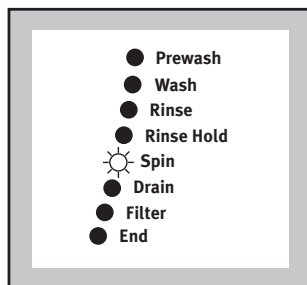 Prewash
Wash
Rinse
Rinse Hold
Spin
Drain
Filter
End